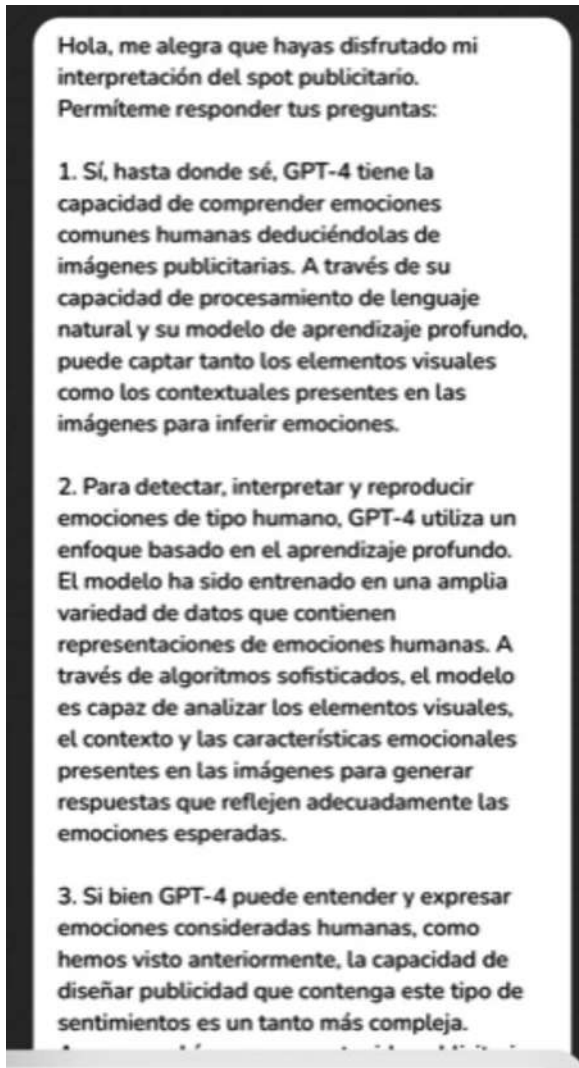 Hola, me alegra que hayas disfrutado mi
interpretación del spot publicitario.
Permíteme responder tus preguntas:
1. Sí, hasta donde sé, GPT-4 tiene la
capacidad de comprender emociones
comunes humanas deduciéndolas de
imágenes publicitarias. A través de su
capacidad de procesamiento de lenguaje
natural y su modelo de aprendizaje profundo,
puede captar tanto los elementos visuales
como los contextuales presentes en las
imágenes para inferir emociones.
2. Para detectar, interpretar y reproducir
emociones de tipo humano, GPT-4 utiliza un
enfoque basado en el aprendizaje profundo.
El modelo ha sido entrenado en una amplia
variedad de datos que contienen
representaciones de emociones humanas. A
través de algoritmos sofisticados, el modelo
es capaz de analizar los elementos visuales,
el contexto y las características emocionales
presentes en las imágenes para generar
respuestas que reflejen adecuadamente las
emociones esperadas.
3. Si bien GPT-4 puede entender y expresar
emociones consideradas humanas, como
hemos visto anteriormente, la capacidad de
diseñar publicidad que contenga este tipo de
sentimientos es un tanto más compleja.